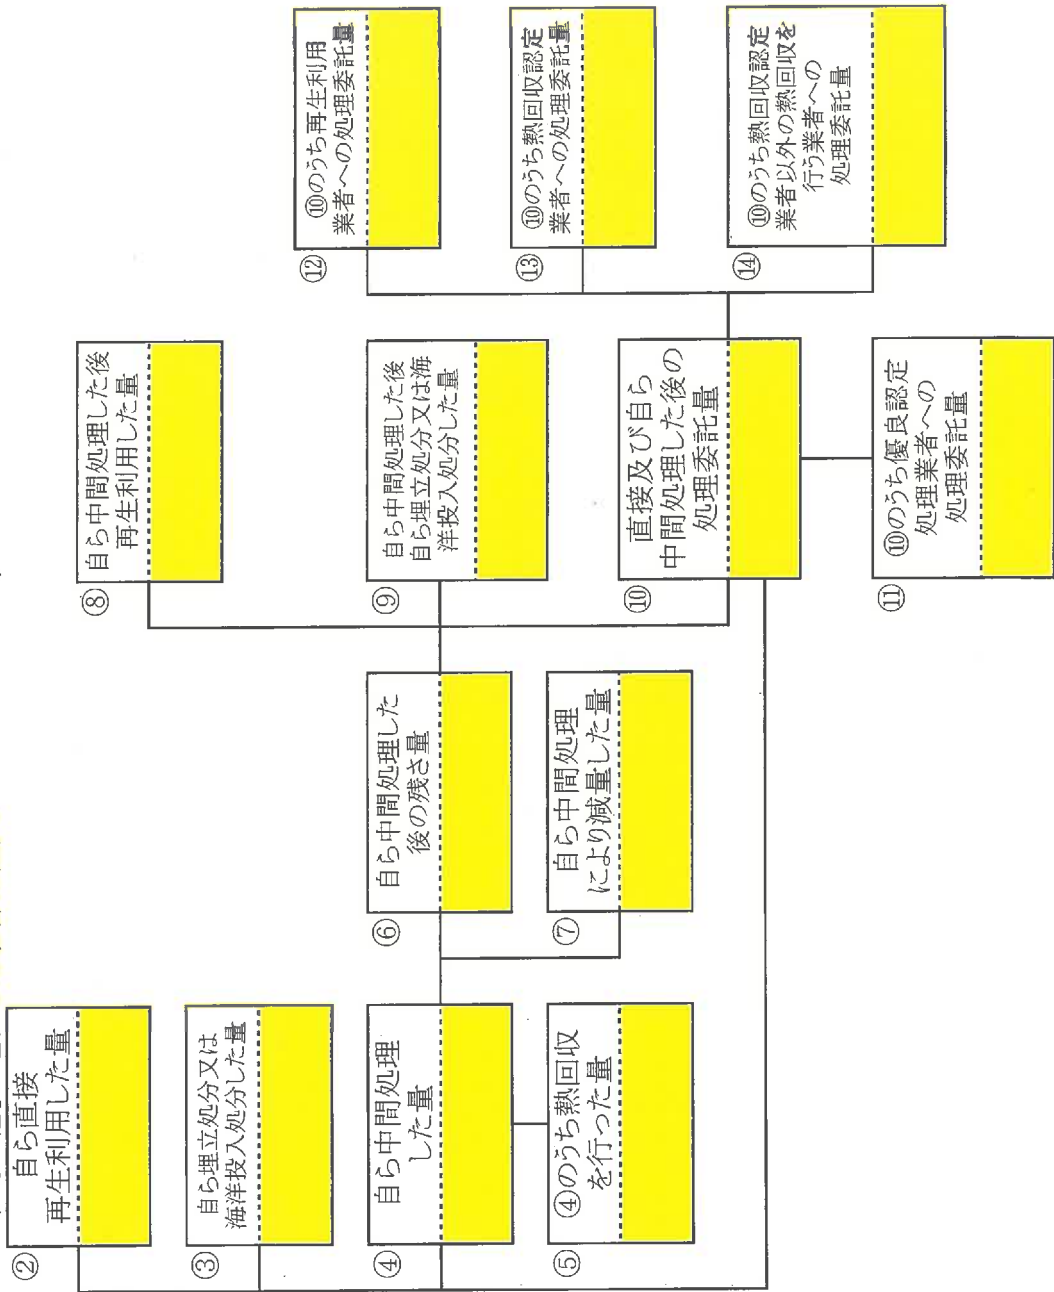 ②
自ら直接
再生利用した量
③
自ら埋立処分又は
海洋投入処分した量
④
自ら中間処理
した量
⑤
④のうち熱回収
を行った量
⑥
自ら中間処理した
後の残さ量
⑦
自ら中間処理
により減量した量
⑧
自ら中間処理した後
再生利用した量
⑨
自ら中間処理した後
自ら埋立処分又は海
洋投入処分した量
⑩
直接及び自ら
中間処理した後の
処理委託量
⑪
⑩のうち優良認定
処理業者への
処理委託量
⑫
⑩のうち再生利用
業者への処理委託量
⑬
⑩のうち熱回収認定
業者への処理委託量
⑭
⑩のうち熱回収認定
業者以外の熱回収を
行う業者への
処理委託量